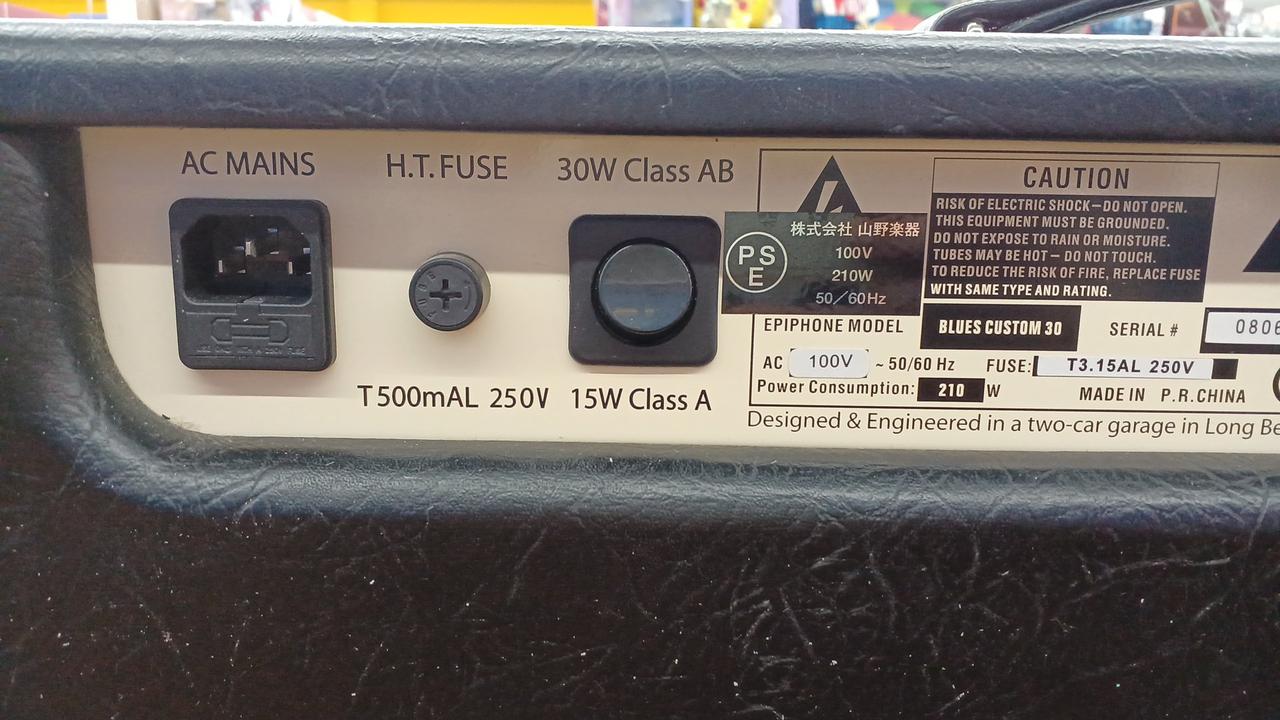 AC MAINS
H.T. FUSE
30W Class AB
T 500mAL 250V
15W Class A
株式会社 山野楽器
PSE
100V
210W
50/60Hz
CAUTION
RISK OF ELECTRIC SHOCK—DO NOT OPEN.
THIS EQUIPMENT MUST BE GROUNDED.
DO NOT EXPOSE TO RAIN OR MOISTURE.
TUBES MAY BE HOT — DO NOT TOUCH.
TO REDUCE THE RISK OF FIRE, REPLACE FUSE
WITH SAME TYPE AND RATING.
EPIPHONE MODEL BLUES CUSTOM 30 SERIAL # 0806
AC 100V ~ 50/60 Hz FUSE: T3.15AL 250V
Power Consumption: 210 W MADE IN P.R.CHINA
Designed & Engineered in a two-car garage in Long Be